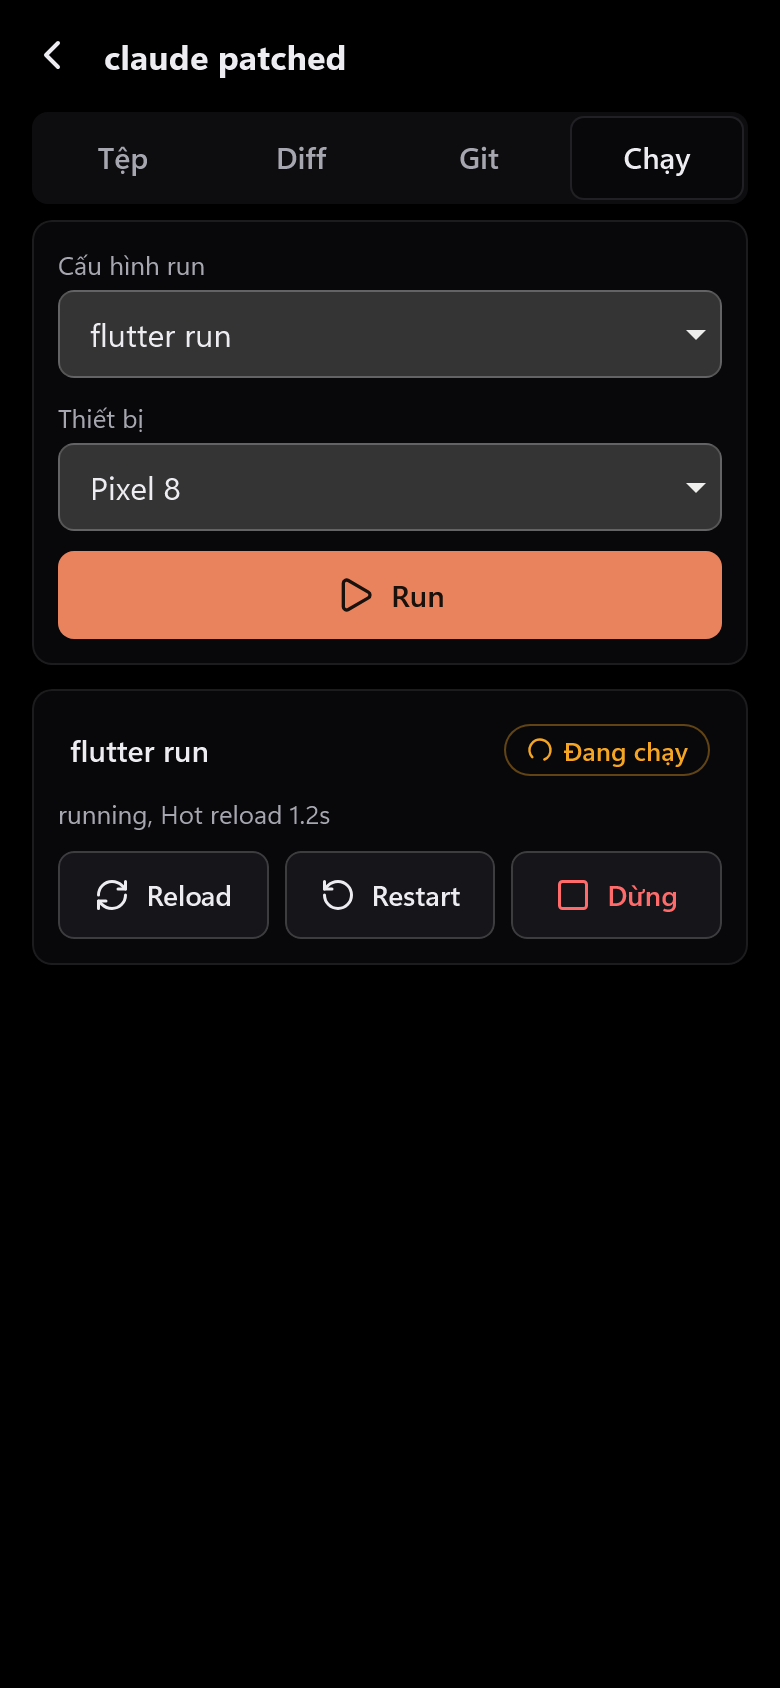 claude patched
Tệp Diff Git Chạy
Cấu hình run
flutter run
Thiết bị
Pixel 8
Run
flutter run Đang chạy
running, Hot reload 1.2s
Reload Restart Dừng